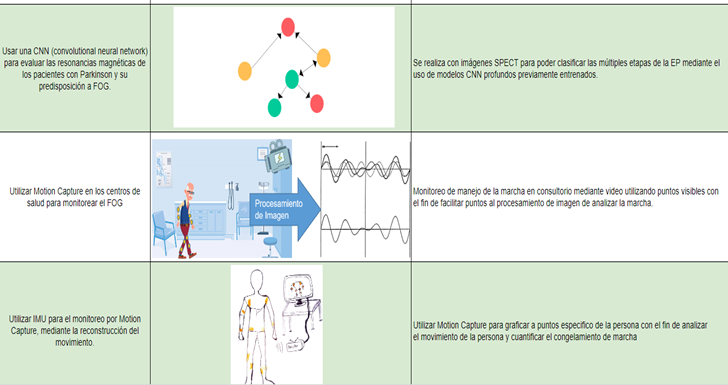 Usar una CNN (convolutional neural network)
para evaluar las resonancias magnéticas de
los pacientes con Parkinson y su
predisposición a FOG.
Se realiza con imágenes SPECT para poder clasificar las múltiples etapas de la EP mediante el
uso de modelos CNN profundos previamente entrenados.
Utilizar Motion Capture en los centros de
salud para monitorear el FOG
Procesamiento
de Imagen
Monitoreo de manejo de la marcha en consultorio mediante video utilizando puntos visibles con
el fin de facilitar puntos al procesamiento de imagen de analizar la marcha.
Utilizar IMU para el monitoreo por Motion
Capture, mediante la reconstrucción del
movimiento.
Utilizar Motion Capture para graficar a puntos especifico de la persona con el fin de analizar
el movimiento de la persona y cuantificar el congelamiento de marcha